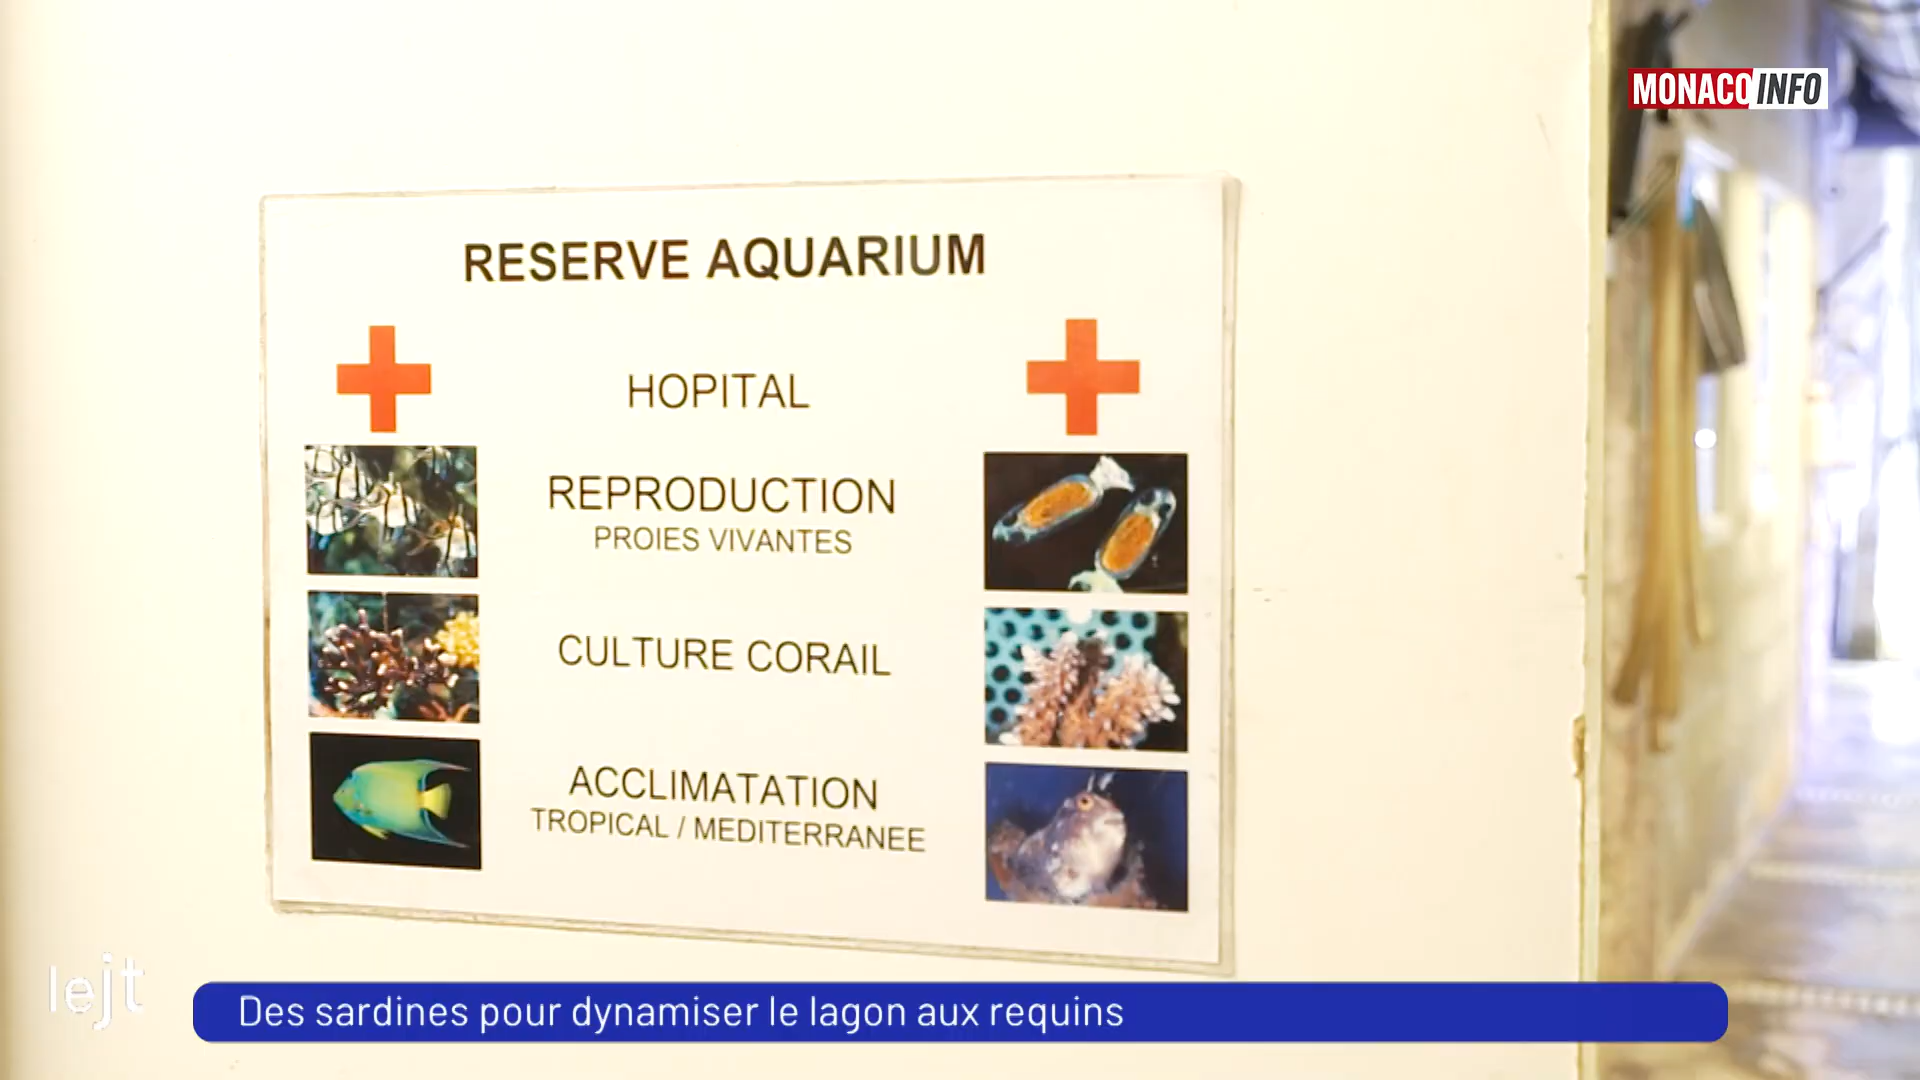 MONACO INFO
RESERVE AQUARIUM
HOPITAL
REPRODUCTION
PROIES VIVANTES
CULTURE CORAIL
ACCLIMATATION
TROPICAL / MEDITERRANEE
lejt
Des sardines pour dynamiser le lagon aux requins